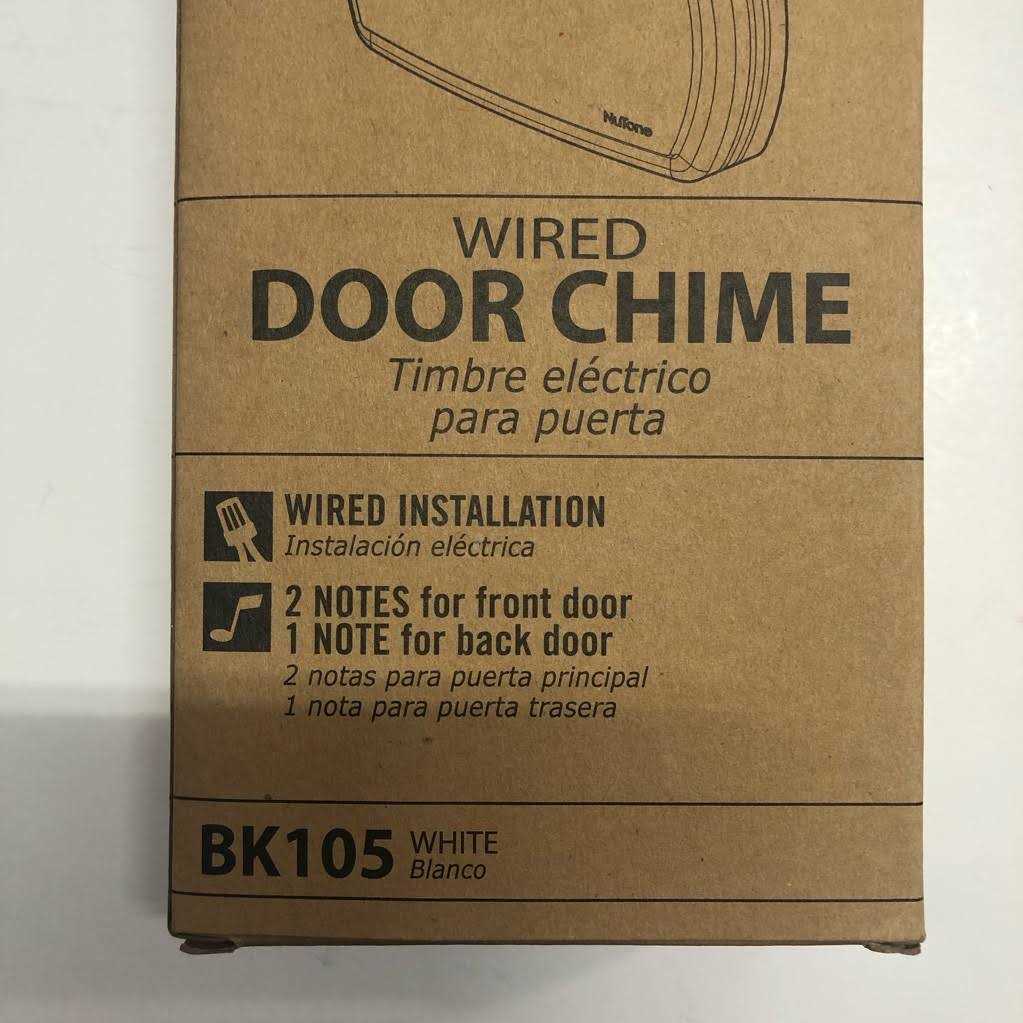 NuTone
WIRED
DOOR CHIME
Timbre eléctrico
para puerta
WIRED INSTALLATION
Instalación eléctrica
2 NOTES for front door
1 NOTE for back door
2 notas para puerta principal
1 nota para puerta trasera
BK105 WHITE
Blanco